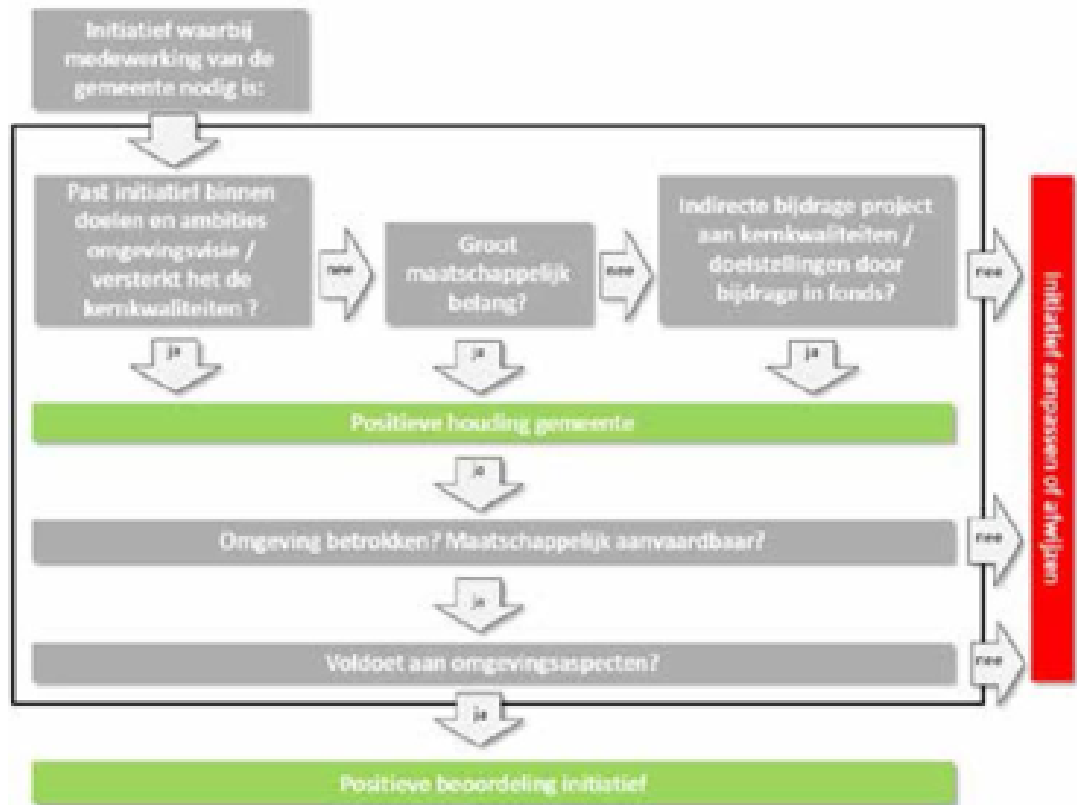 Initiatief waarbij
medewerking van de
gemeente nodig is:
Past initiatief binnen
doelen en ambities
omgevingsvisie /
versterkt het de
kernkwaliteiten ?
nee
Groot
maatschappelijk
belang?
nee
Indirecte bijdrage project
aan kernkwaliteiten /
doelstellingen door
bijdrage in fonds?
nee
ja
ja
ja
Positieve houding gemeente
ja
Omgeving betrokken? Maatschappelijk aanvaardbaar?
nee
ja
Voldoet aan omgevingsaspecten?
nee
ja
Positieve beoordeling initiatief
Initiatief aanpassen of afwijzen